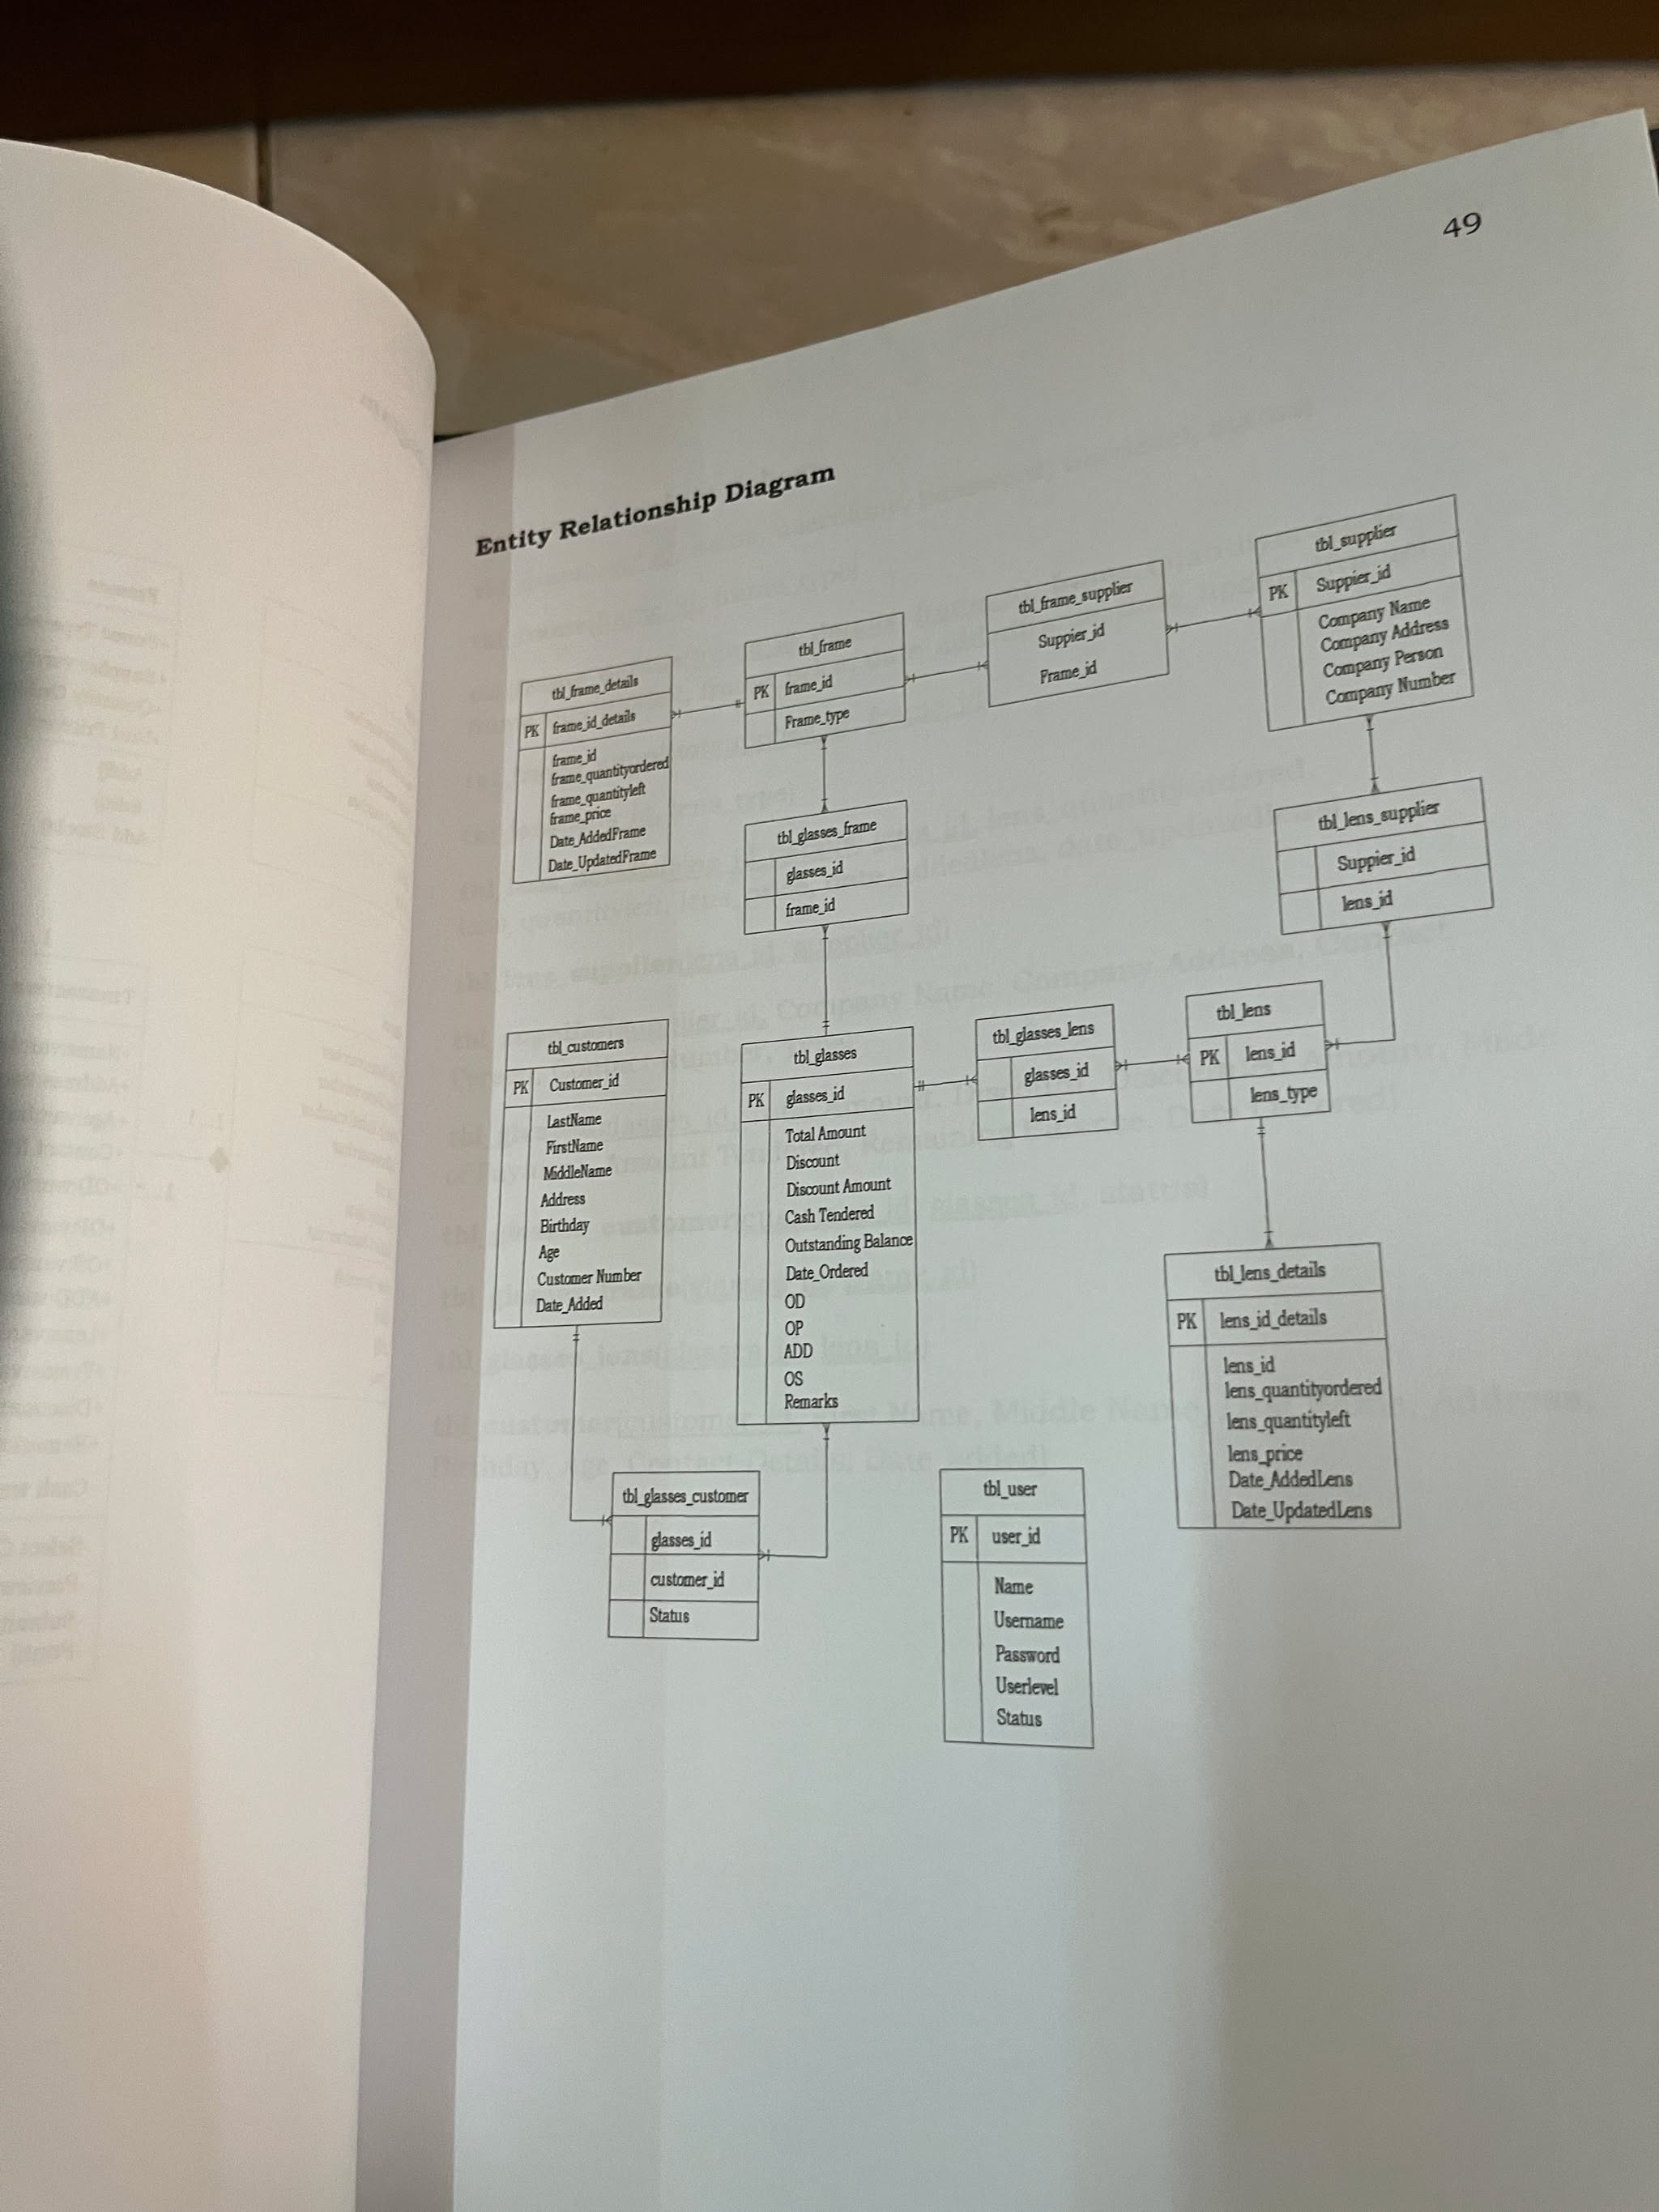 49
Entity Relationship Diagram
tbl_frame_details
PK frame_id_details
frame_id
frame_quantityordered
frame_quantityleft
frame_price
Date_AddedFrame
Date_UpdatedFrame
tbl_frame
PK frame_id
Frame_type
tbl_frame_supplier
Suppier_id
Frame_id
tbl_supplier
PK Suppier_id
Company Name
Company Address
Company Person
Company Number
tbl_glasses_frame
glasses_id
frame_id
tbl_lens_supplier
Suppier_id
lens_id
tbl_customers
PK Customer_id
LastName
FirstName
MiddleName
Address
Birthday
Age
Customer Number
Date_Added
tbl_glasses
PK glasses_id
Total Amount
Discount
Discount Amount
Cash Tendered
Outstanding Balance
Date_Ordered
OD
OP
ADD
OS
Remarks
tbl_glasses_lens
glasses_id
lens_id
tbl_lens
PK lens_id
lens_type
tbl_lens_details
PK lens_id_details
lens_id
lens_quantityordered
lens_quantityleft
lens_price
Date_AddedLens
Date_UpdatedLens
tbl_glasses_customer
glasses_id
customer_id
Status
tbl_user
PK user_id
Name
Username
Password
Userlevel
Status